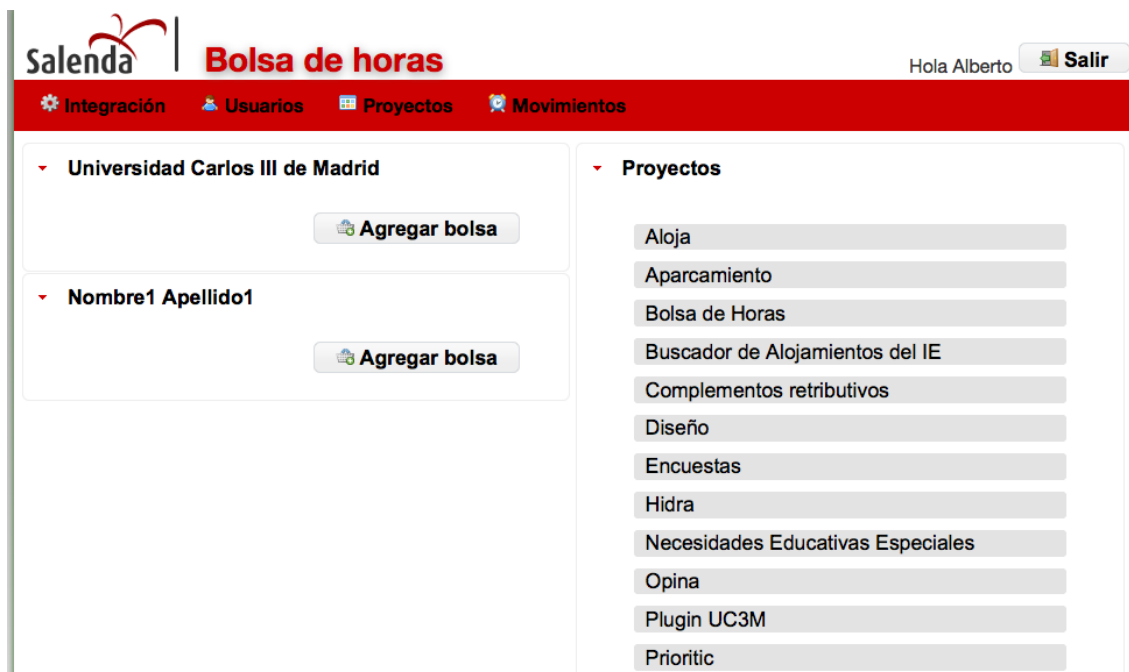 Salenda
Bolsa de horas
Hola Alberto
Salir
Integración
Usuarios
Proyectos
Movimientos
Universidad Carlos III de Madrid
Agregar bolsa
Nombre1 Apellido1
Agregar bolsa
Proyectos
Aloja
Aparcamiento
Bolsa de Horas
Buscador de Alojamientos del IE
Complementos retributivos
Diseño
Encuestas
Hidra
Necesidades Educativas Especiales
Opina
Plugin UC3M
Prioritic